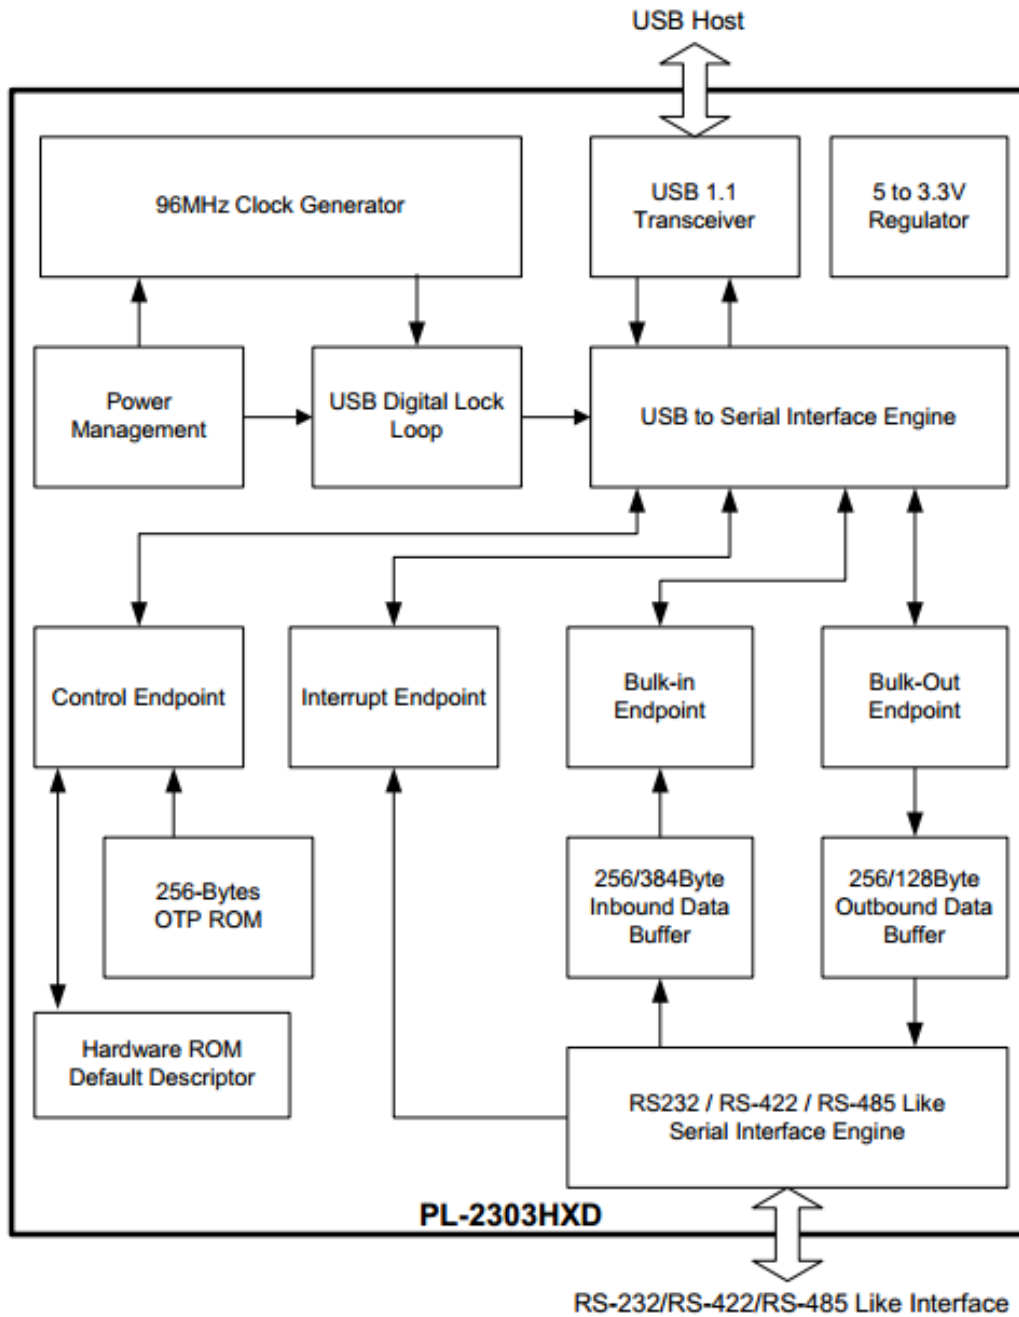 USB Host
96MHz Clock Generator
USB 1.1
Transceiver
5 to 3.3V
Regulator
Power
Management
USB Digital Lock
Loop
USB to Serial Interface Engine
Control Endpoint
Interrupt Endpoint
Bulk-in
Endpoint
Bulk-Out
Endpoint
256-Bytes
OTP ROM
256/384Byte
Inbound Data
Buffer
256/128Byte
Outbound Data
Buffer
Hardware ROM
Default Descriptor
RS232 / RS-422 / RS-485 Like
Serial Interface Engine
PL-2303HXD
RS-232/RS-422/RS-485 Like Interface